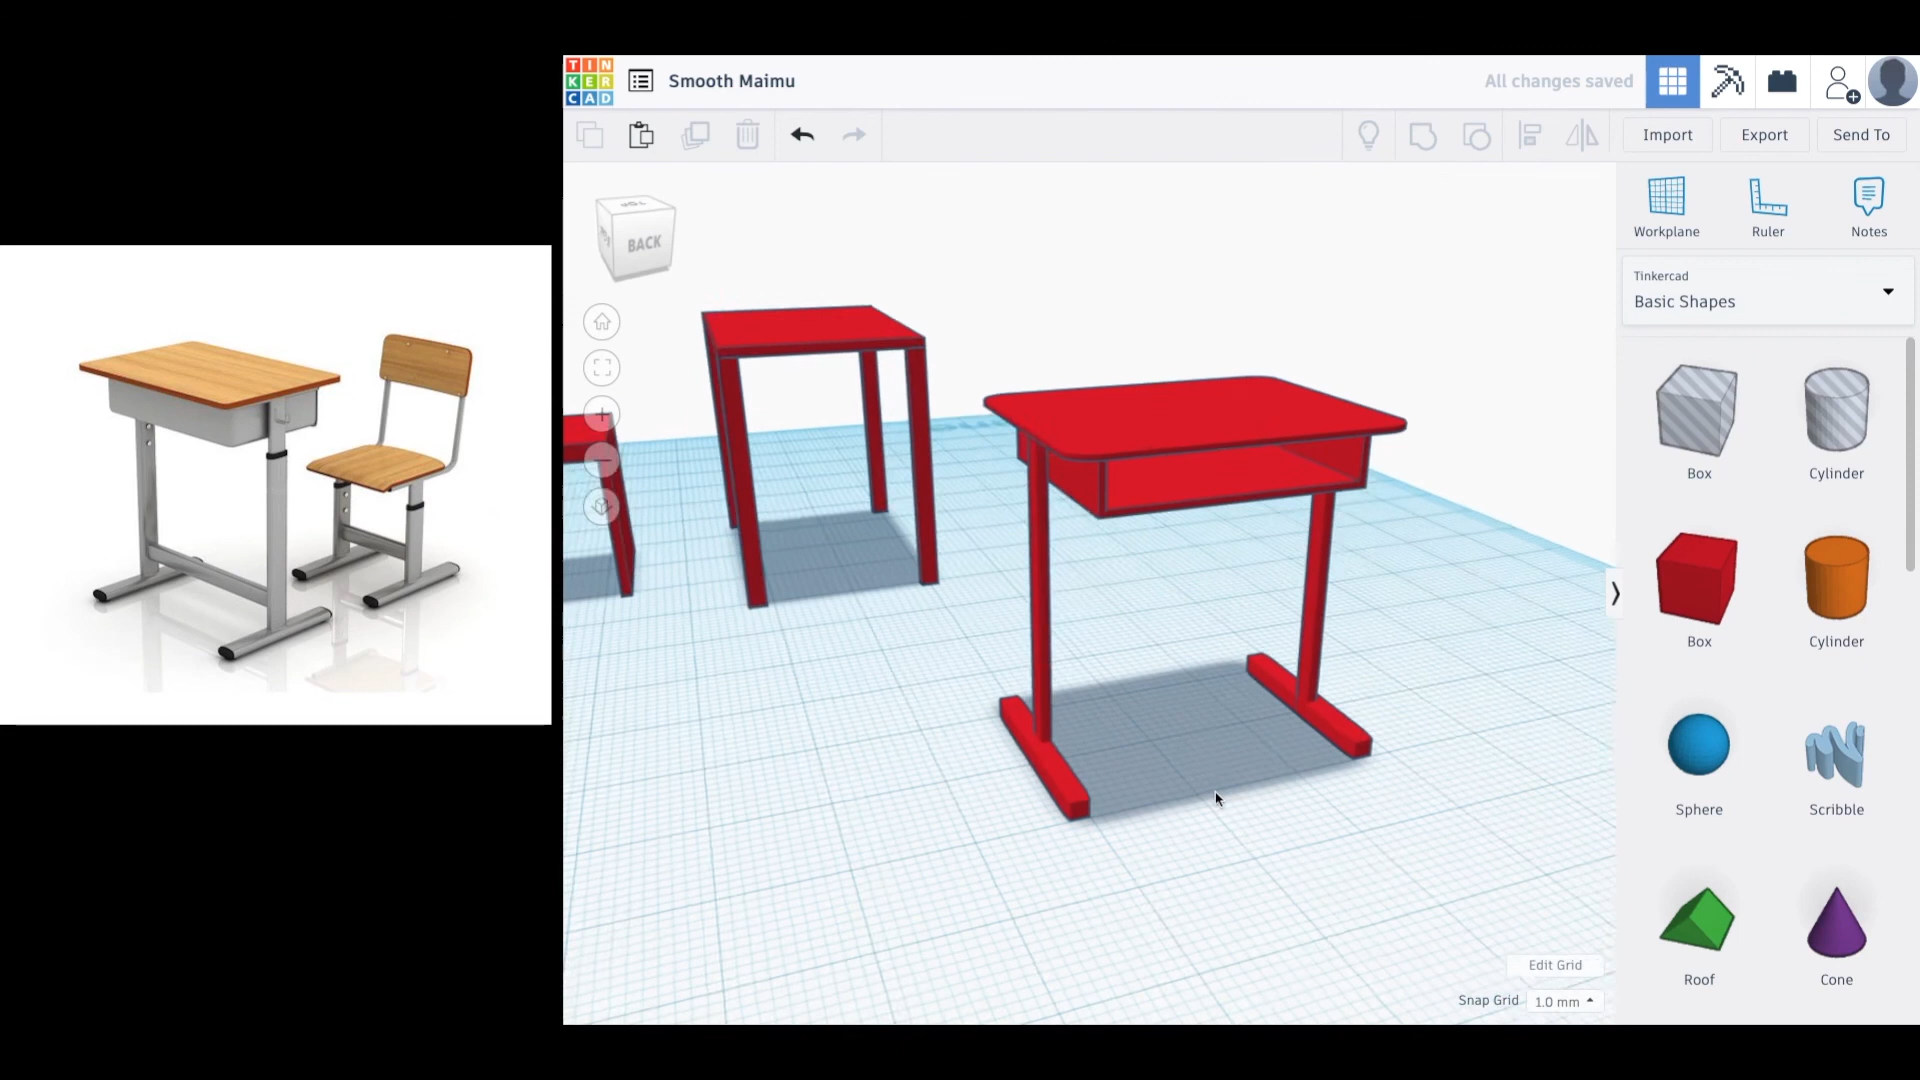 TIN
KER
CAD
Smooth Maimu
All changes saved
Import
Export
Send To
TOP
BACK
Workplane
Ruler
Notes
Tinkercad
Basic Shapes
Box
Cylinder
Box
Cylinder
Sphere
Scribble
Roof
Cone
Edit Grid
Snap Grid
1.0 mm